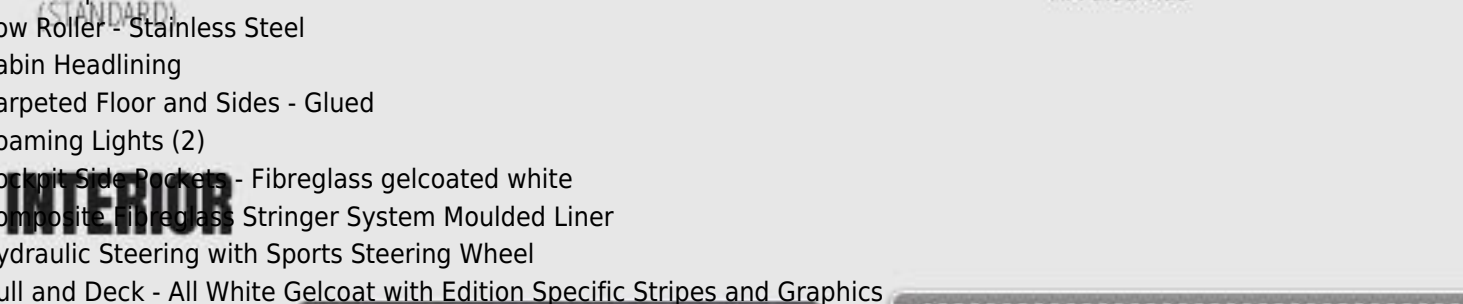 (STANDARD)
ow Roller - Stainless Steel
abin Headlining
arpeted Floor and Sides - Glued
oaming Lights (2)
ockpit Side Pockets - Fibreglass gelcoated white
INTERIOR
omposite Fibreglass Stringer System Moulded Liner
ydraulic Steering with Sports Steering Wheel
ull and Deck - All White Gelcoat with Edition Specific Stripes and Graphics